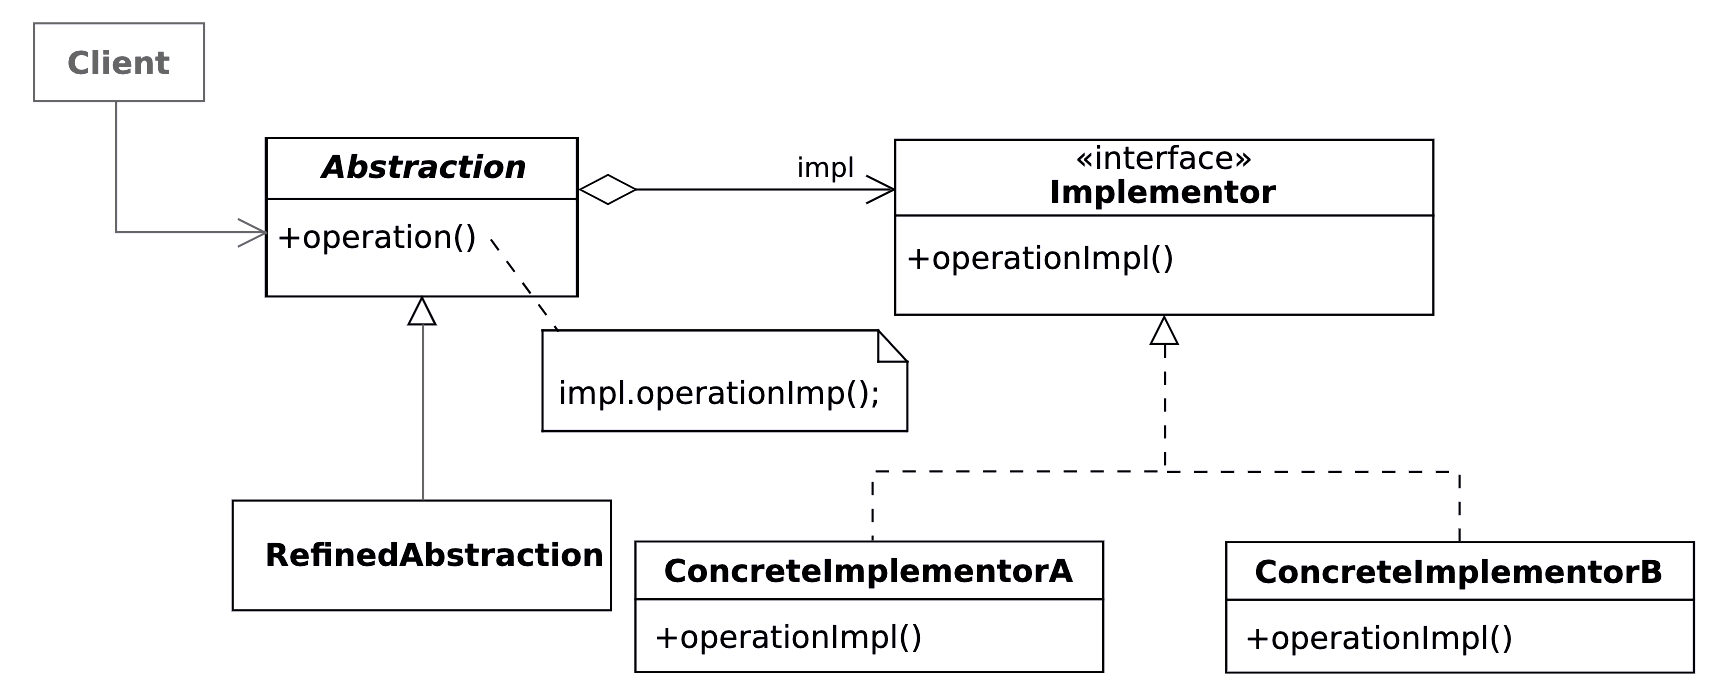 Client
Abstraction
+operation()
impl
«interface»
Implementor
+operationImpl()
impl.operationImp();
RefinedAbstraction
ConcreteImplementorA
+operationImpl()
ConcreteImplementorB
+operationImpl()